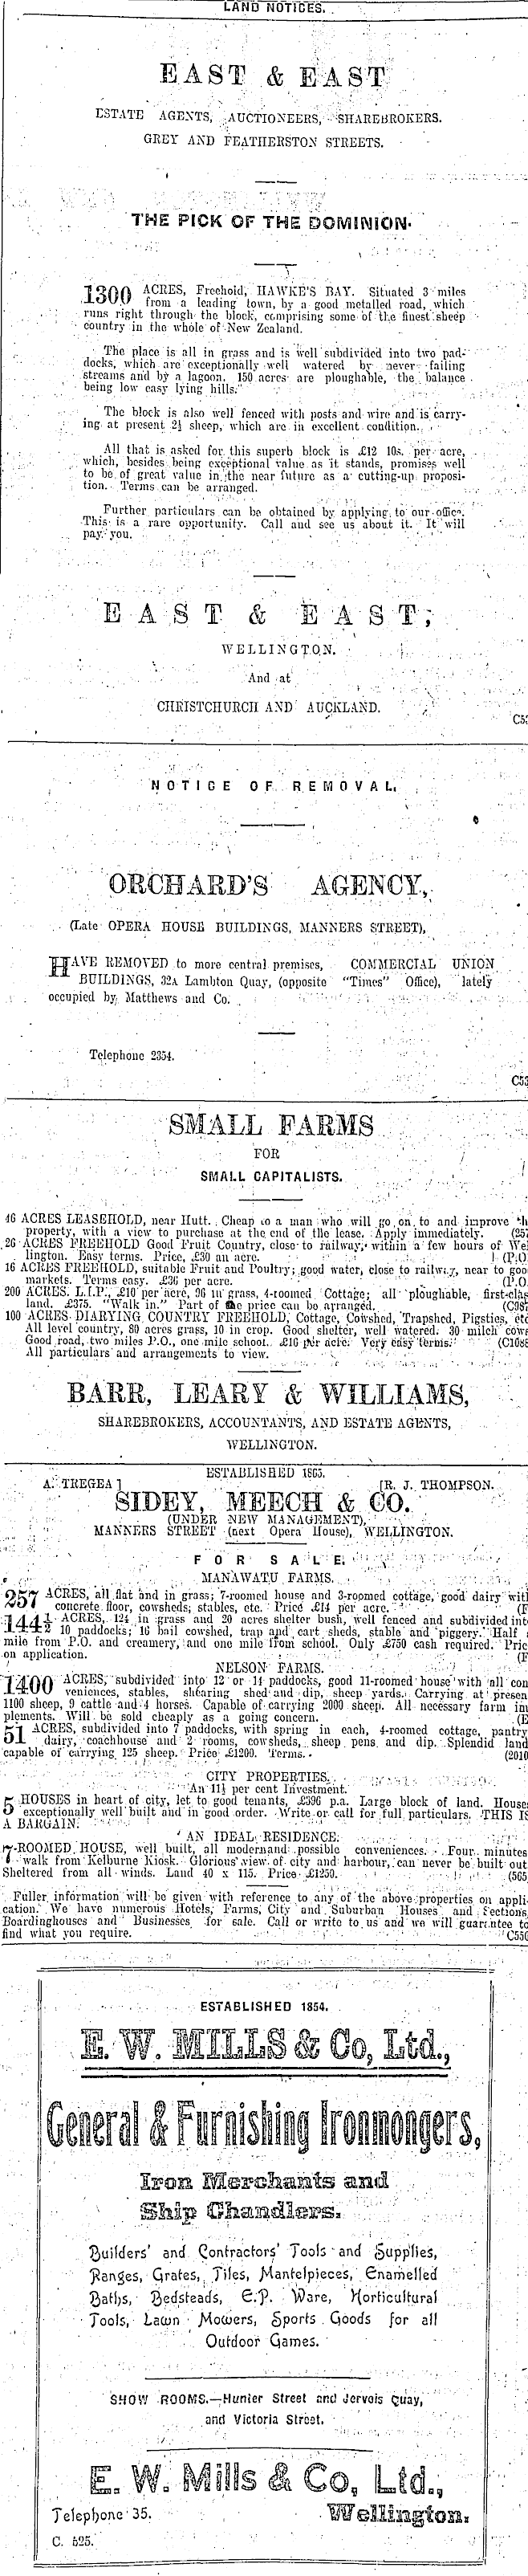 LAND NOTICES.
EAST & EAST
ESTATE AGENTS, AUCTIONEERS, SHAREBROKERS.
GREY AND FEATHERSTON STREETS.
THE PICK OF THE DOMINION.
1300 ACRES, Freehold, HAWKE'S BAY. Situated 3 miles
from a leading town, by a good metalled road, which
runs right through the block, comprising some of the finest sheep
country in the whole of New Zealand.
The place is all in grass and is well subdivided into two pad-
docks, which are exceptionally well watered by never failing
streams and by a lagoon. 150 acres are ploughable, the balance
being low easy lying hills."
The block is also well fenced with posts and wire and is carry-
ing at present 2½ sheep, which are in excellent condition.
All that is asked for this superb block is £12 10s. per acre,
which, besides being exceptional value as it stands, promises well
to be of great value in the near future as a cutting-up proposi-
tion. Terms can be arranged.
Further particulars can be obtained by applying to our office.
This is a rare opportunity. Call and see us about it. It will
pay you.
EAST & EAST,
WELLINGTON.
And at
CHRISTCHURCH AND AUCKLAND.
NOTICE OF REMOVAL.
ORCHARD'S AGENCY,
(Late OPERA HOUSE BUILDINGS, MANNERS STREET),
HAVE REMOVED to more central premises, COMMERCIAL UNION
BUILDINGS, 32A Lambton Quay, (opposite "Times" Office), lately
occupied by Matthews and Co.
Telephone 2354.
SMALL FARMS
FOR
SMALL CAPITALISTS.
46 ACRES LEASEHOLD, near Hutt. Cheap to a man who will go on to and improve
property, with a view to purchase at the end of the lease. Apply immediately. (257
26 ACRES FREEHOLD Good Fruit Country, close to railway; within a few hours of Wel
lington. Easy terms. Price, £30 an acre. (P.O.
16 ACRES FREEHOLD, suitable Fruit and Poultry; good water, close to railway, near to goo
markets. Terms easy. £36 per acre. (P.O.
200 ACRES. L.I.P., £10 per acre, 36 in grass, 4-roomed Cottage; all ploughable, first-clas
land. £375. "Walk in." Part of the price can be arranged.
100 ACRES DIARYING COUNTRY FREEHOLD, Cottage, Cowshed, Trapshed, Pigsties, etc
All level country, 80 acres grass, 10 in crop. Good shelter, well watered. 30 milch cows
Good road, two miles P.O., one mile school. £16 per acre. Very easy terms.
All particulars and arrangements to view.
BARR, LEARY & WILLIAMS,
SHAREBROKERS, ACCOUNTANTS, AND ESTATE AGENTS,
WELLINGTON.
ESTABLISHED 1865.
A. TREGEA] [R. J. THOMPSON.
SIDEY, MEECH & CO.
(UNDER NEW MANAGEMENT),
MANNERS STREET (next Opera House), WELLINGTON.
FOR SALE.
MANAWATU FARMS.
257 ACRES, all flat and in grass; 7-roomed house and 3-roomed cottage, good dairy with
concrete floor, cowsheds, stables, etc. Price £14 per acre. (F
144½ ACRES, 124 in grass and 20 acres shelter bush, well fenced and subdivided int
10 paddocks; 16 bail cowshed, trap and cart sheds, stable and piggery. Half
mile from P.O. and creamery, and one mile from school. Only £750 cash required. Pric
on application. (F
NELSON FARMS.
1400 ACRES, subdivided into 12 or 14 paddocks, good 11-roomed house with all con
veniences, stables, shearing shed and dip, sheep yards. Carrying at presen
1100 sheep, 9 cattle and 4 horses. Capable of carrying 2000 sheep. All necessary farm im
plements. Will be sold cheaply as a going concern. (E
51 ACRES, subdivided into 7 paddocks, with spring in each, 4-roomed cottage, pantry
dairy, coachhouse and 2 rooms, cowsheds, sheep pens and dip. Splendid land
capable of carrying 125 sheep. Price £1200. Terms. (2010
CITY PROPERTIES.
An 11½ per cent Investment.
5 HOUSES in heart of city, let to good tenants, £396 p.a. Large block of land. House
exceptionally well built and in good order. Write or call for full particulars. THIS IS
A BARGAIN.
AN IDEAL RESIDENCE.
7-ROOMED HOUSE, well built, all modern and possible conveniences. Four minutes
walk from Kelburne Kiosk. Glorious view of city and harbour, can never be built out
Sheltered from all winds. Land 40 x 115. Price £1250. (565
Fuller information will be given with reference to any of the above properties on appli
cation. We have numerous Hotels, Farms, City and Suburban Houses and Sections,
Boardinghouses and Businesses for sale. Call or write to us and we will guarantee to
find what you require. C550
ESTABLISHED 1854.
E. W. MILLS & Co, Ltd.,
General & Furnishing Ironmongers,
Iron Merchants and
Ship Chandlers.
Builders' and Contractors' Tools and Supplies,
Ranges, Grates, Tiles, Mantelpieces, Enamelled
Baths, Bedsteads, E.P. Ware, Horticultural
Tools, Lawn Mowers, Sports Goods for all
Outdoor Games.
SHOW ROOMS.—Hunter Street and Jervois Quay,
and Victoria Street.
E. W. Mills & Co, Ltd.,
Telephone 35. Wellington.
C. 525.